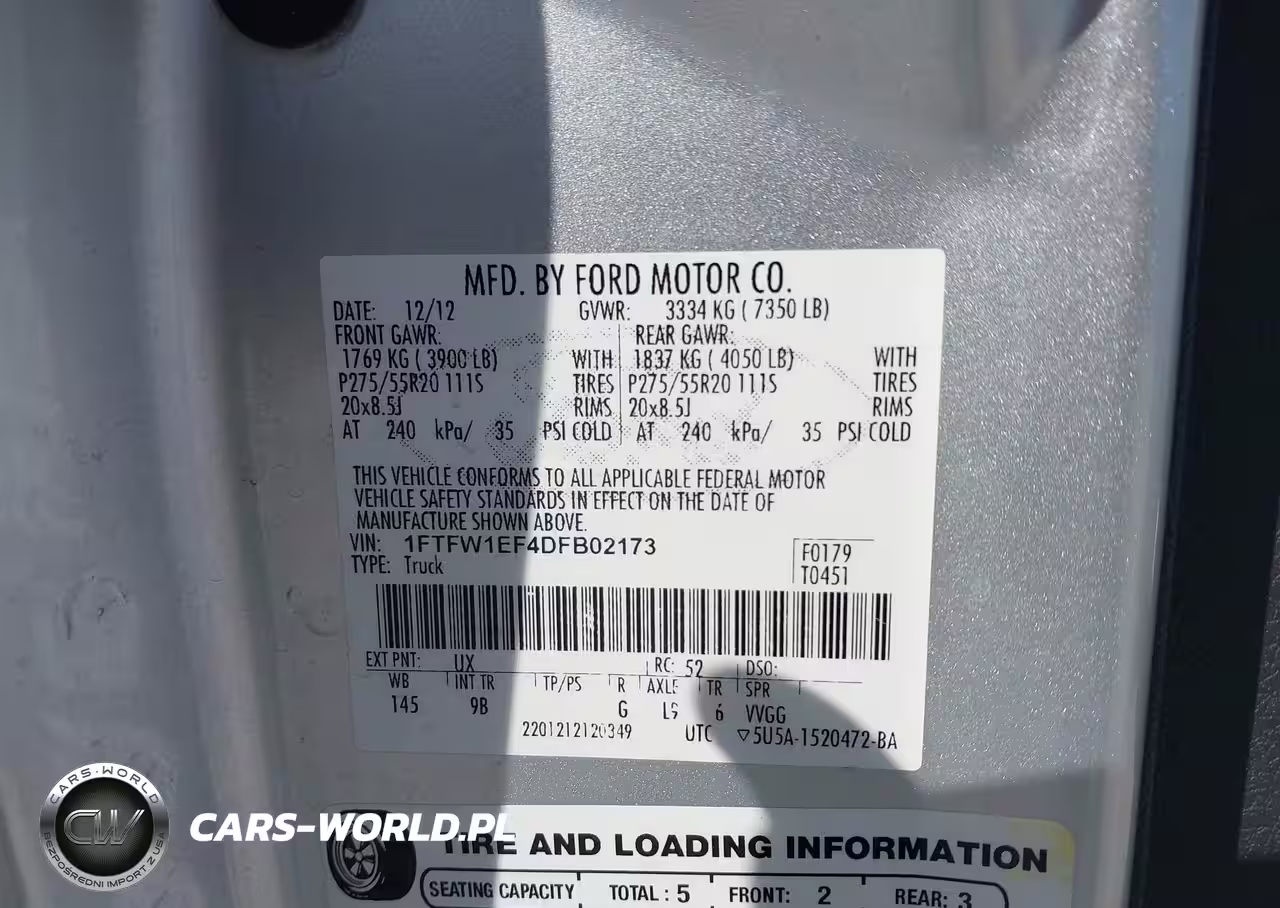 MFD. BY FORD MOTOR CO.
DATE: 12/12 GVWR: 3334 KG ( 7350 LB)
FRONT GAWR: REAR GAWR:
1769 KG ( 3900 LB) WITH 1837 KG ( 4050 LB) WITH
P275/55R20 111S TIRES P275/55R20 111S TIRES
20x8.5J RIMS 20x8.5J RIMS
AT 240 kPa/ 35 PSI COLD AT 240 kPa/ 35 PSI COLD
THIS VEHICLE CONFORMS TO ALL APPLICABLE FEDERAL MOTOR
VEHICLE SAFETY STANDARDS IN EFFECT ON THE DATE OF
MANUFACTURE SHOWN ABOVE.
VIN: 1FTFW1EF4DFB02173 F0179
TYPE: Truck T0451
EXT PNT: UX RC: 52 DSO:
WB INT TR TP/PS R AXLE TR SPR
145 9B G L9 6 VVGG
2201212120349 UTC ▽5U5A-1520472-BA
CARS-WORLD
CW
BEZPOŚREDNI IMPORT Z USA
CARS-WORLD.PL
TIRE AND LOADING INFORMATION
SEATING CAPACITY TOTAL : 5 FRONT: 2 REAR: 3